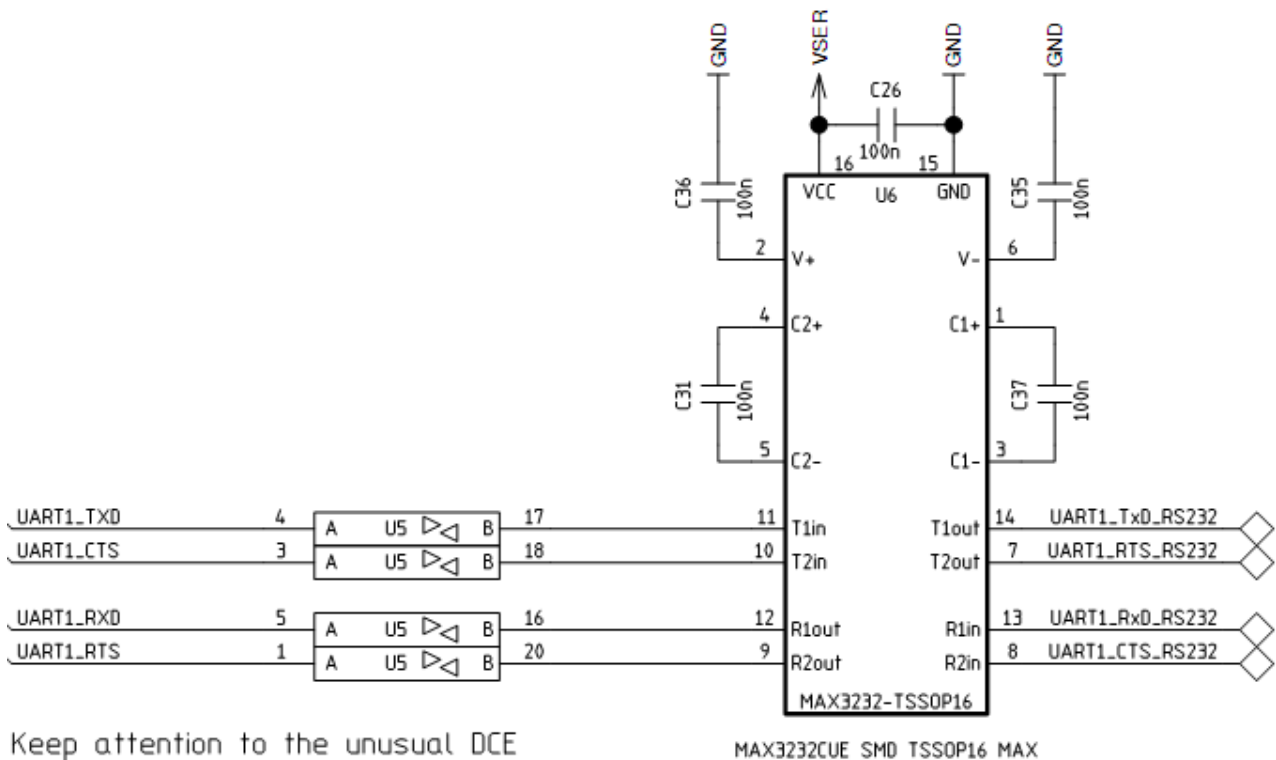 GND
VSER
GND
GND
C26
100n
16
15
C36
100n
VCC
U6
GND
C35
100n
2
V+
V-
6
4
C2+
C1+
1
C31
100n
C37
100n
5
C2-
C1-
3
UART1_TXD
4
A U5 B
17
11
T1in
T1out
14
UART1_TxD_RS232
UART1_CTS
3
A U5 B
18
10
T2in
T2out
7
UART1_RTS_RS232
UART1_RXD
5
A U5 B
16
12
R1out
R1in
13
UART1_RxD_RS232
UART1_RTS
1
A U5 B
20
9
R2out
R2in
8
UART1_CTS_RS232
MAX3232-TSSOP16
Keep attention to the unusual DCE
MAX3232CUE SMD TSSOP16 MAX